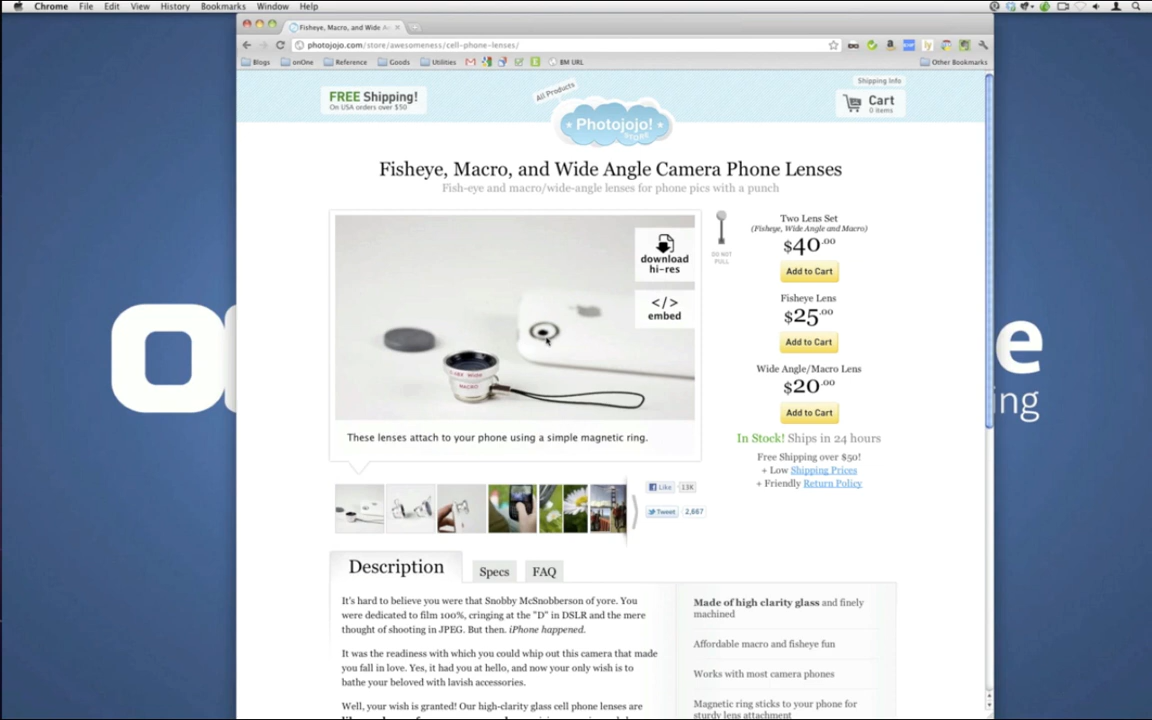 Chrome File Edit View History Bookmarks Window Help
Fisheye, Macro, and Wide A
photojojo.com/store/awesomeness/cell-phone-lenses/
Blogs onOne Reference Goods Utilities BM URL Other Bookmarks
FREE Shipping!
On USA orders over $50
All Products
Photojojo!
STORE
Shipping Info
Cart
0 Items
Fisheye, Macro, and Wide Angle Camera Phone Lenses
Fish-eye and macro/wide-angle lenses for phone pics with a punch
download
hi-res
</>
embed
MACRO
These lenses attach to your phone using a simple magnetic ring.
DO NOT
PULL
Two Lens Set
(Fisheye, Wide Angle and Macro)
$40.00
Add to Cart
Fisheye Lens
$25.00
Add to Cart
Wide Angle/Macro Lens
$20.00
Add to Cart
In Stock! Ships in 24 hours
Free Shipping over $50!
+ Low Shipping Prices
+ Friendly Return Policy
Like 13K
Tweet 2,667
Description Specs FAQ
It's hard to believe you were that Snobby McSnobberson of yore. You
were dedicated to film 100%, cringing at the "D" in DSLR and the mere
thought of shooting in JPEG. But then. iPhone happened.
It was the readiness with which you could whip out this camera that made
you fall in love. Yes, it had you at hello, and now your only wish is to
bathe your beloved with lavish accessories.
Well, your wish is granted! Our high-clarity glass cell phone lenses are
Made of high clarity glass and finely
machined
Affordable macro and fisheye fun
Works with most camera phones
Magnetic ring sticks to your phone for
sturdy lens attachment
o
e
ing